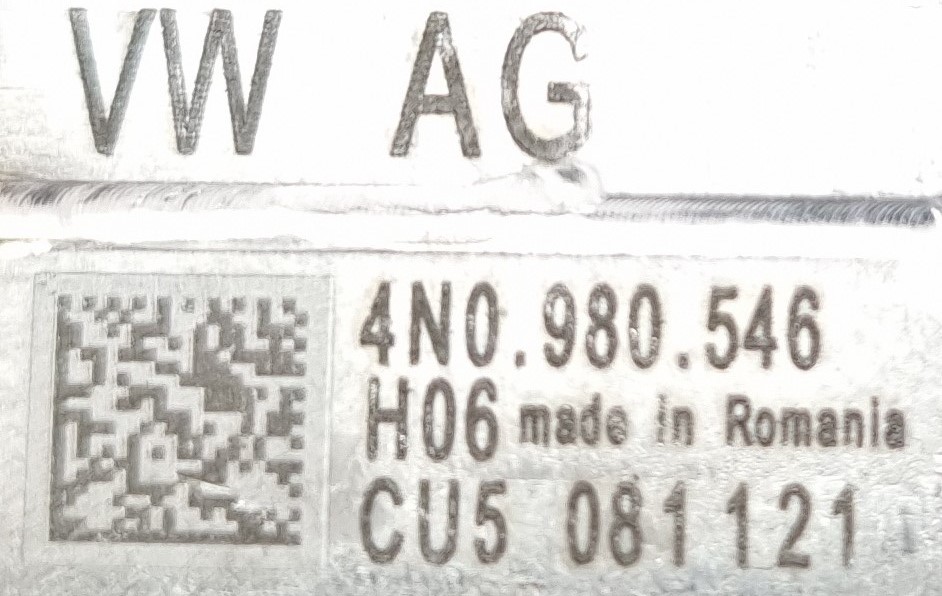 VW AG
4N0.980.546
H06 made in Romania
CU5 081121